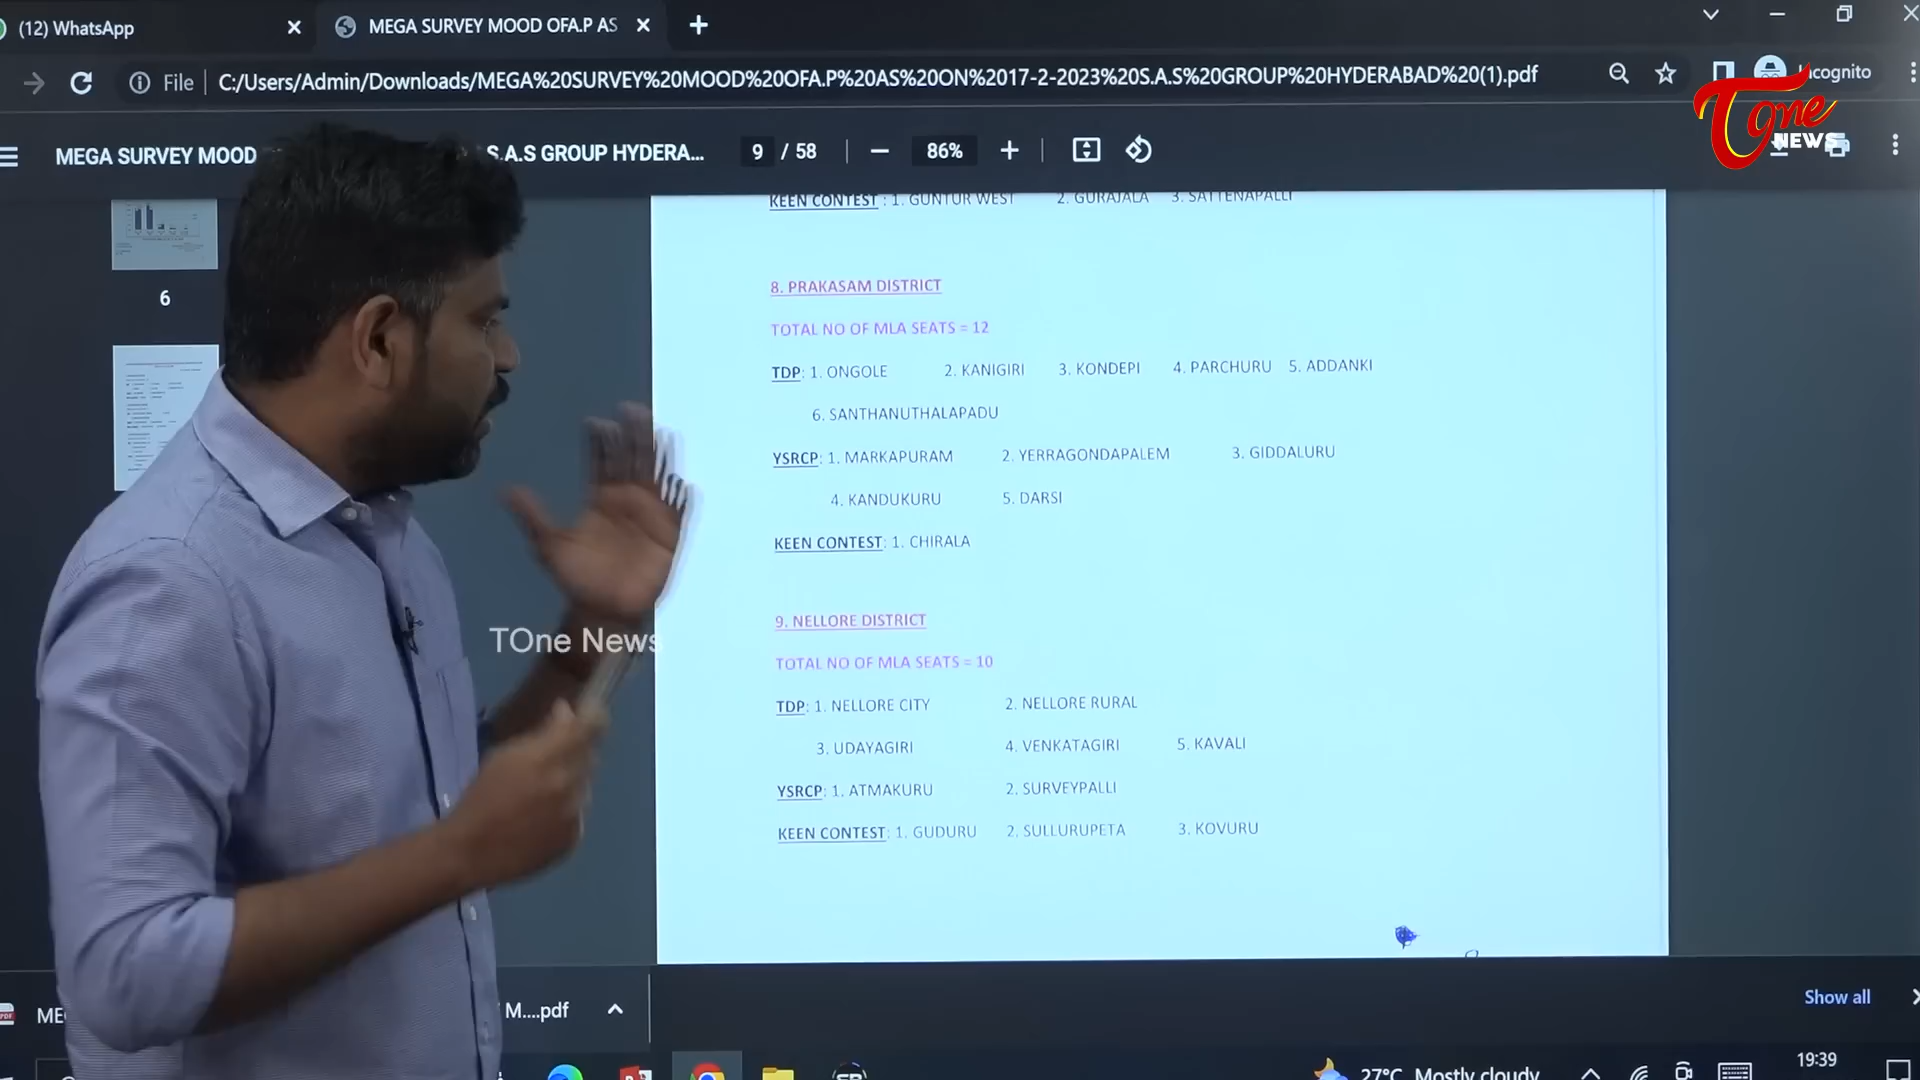 (12) WhatsApp
MEGA SURVEY MOOD OFA.P AS
File
C:/Users/Admin/Downloads/MEGA%20SURVEY%20MOOD%20OFA.P%20AS%20ON%2017-2-2023%20S.A.S%20GROUP%20HYDERABAD%20(1).pdf
Incognito
TOne NEWS
MEGA SURVEY MOOD
S.A.S GROUP HYDERA...
9 / 58
86%
KEEN CONTEST : 1. GUNTUR WEST 2. GURAJALA 3. SATTENAPALLI
6
8. PRAKASAM DISTRICT
TOTAL NO OF MLA SEATS = 12
TDP: 1. ONGOLE 2. KANIGIRI 3. KONDEPI 4. PARCHURU 5. ADDANKI
6. SANTHANUTHALAPADU
YSRCP: 1. MARKAPURAM 2. YERRAGONDAPALEM 3. GIDDALURU
4. KANDUKURU 5. DARSI
KEEN CONTEST: 1. CHIRALA
9. NELLORE DISTRICT
TOTAL NO OF MLA SEATS = 10
TDP: 1. NELLORE CITY 2. NELLORE RURAL
3. UDAYAGIRI 4. VENKATAGIRI 5. KAVALI
YSRCP: 1. ATMAKURU 2. SURVEYPALLI
KEEN CONTEST: 1. GUDURU 2. SULLURUPETA 3. KOVURU
TOne News
ME
M....pdf
Show all
27°C Mostly cloudy
19:39